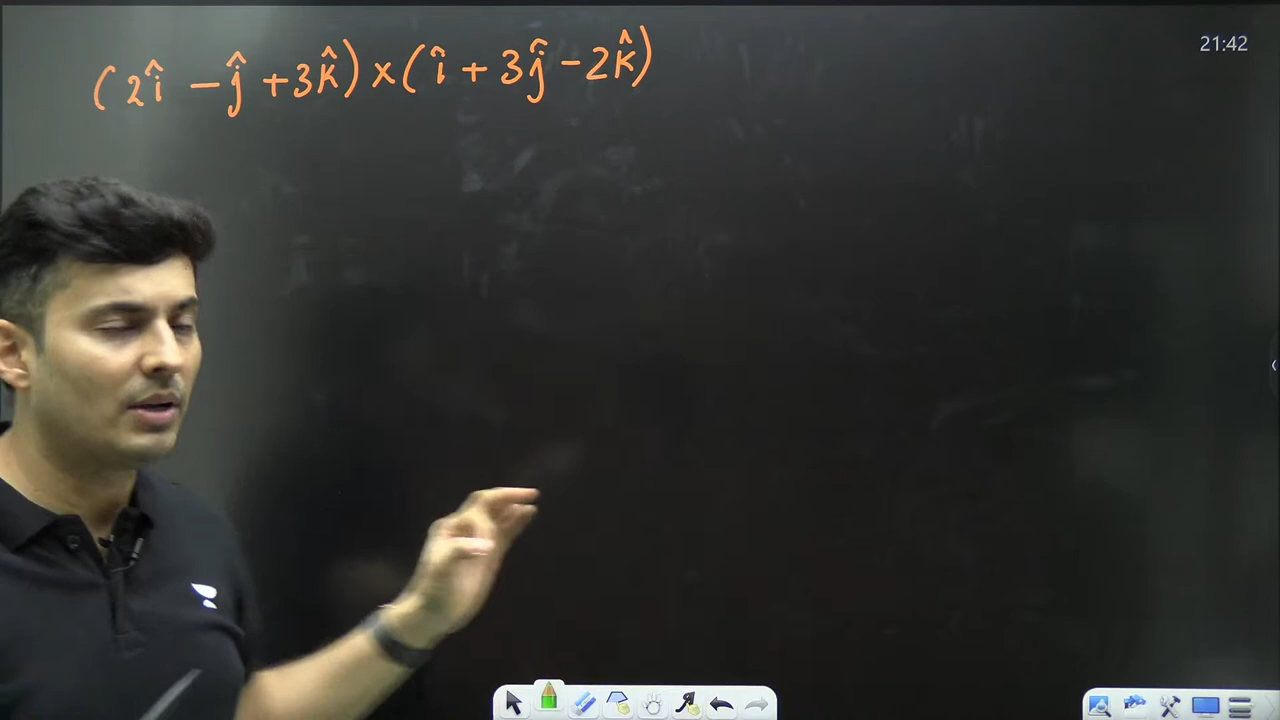 (2î - ĵ + 3k̂) × (î + 3ĵ - 2k̂)
21:42